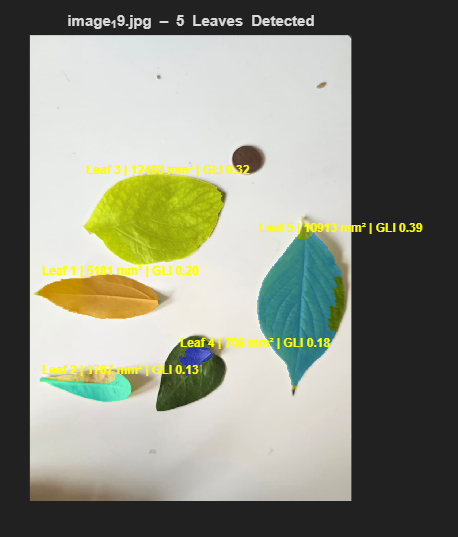 image₁9.jpg – 5 Leaves Detected
Leaf 3 | mm² | GLI 0.32
Leaf 5 | 10913 mm² | GLI 0.39
Leaf 1 | 5181 mm² | GLI 0.20
Leaf 4 | 706 mm² | GLI 0.18
Leaf 2 | mm² | GLI 0.13